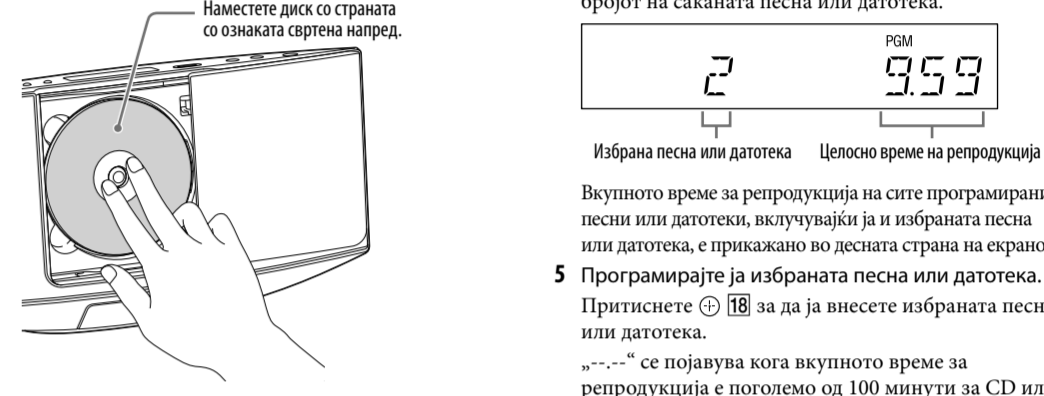 Наместете диск со страната
со ознаката свртена напред.
бројот на саканата песна или датотека.
PGM
2 9.59
Избрана песна или датотека Целосно време на репродукција
Вкупното време за репродукција на сите програмирани
песни или датотеки, вклучувајќи ја и избраната песна
или датотека, е прикажано во десната страна на екрано
5 Програмирајте ја избраната песна или датотека.
Притиснете ⊕ 18 за да ја внесете избраната песн
или датотека.
„--.--“ се појавува кога вкупното време за
репродукција е поголемо од 100 минути за CD ил